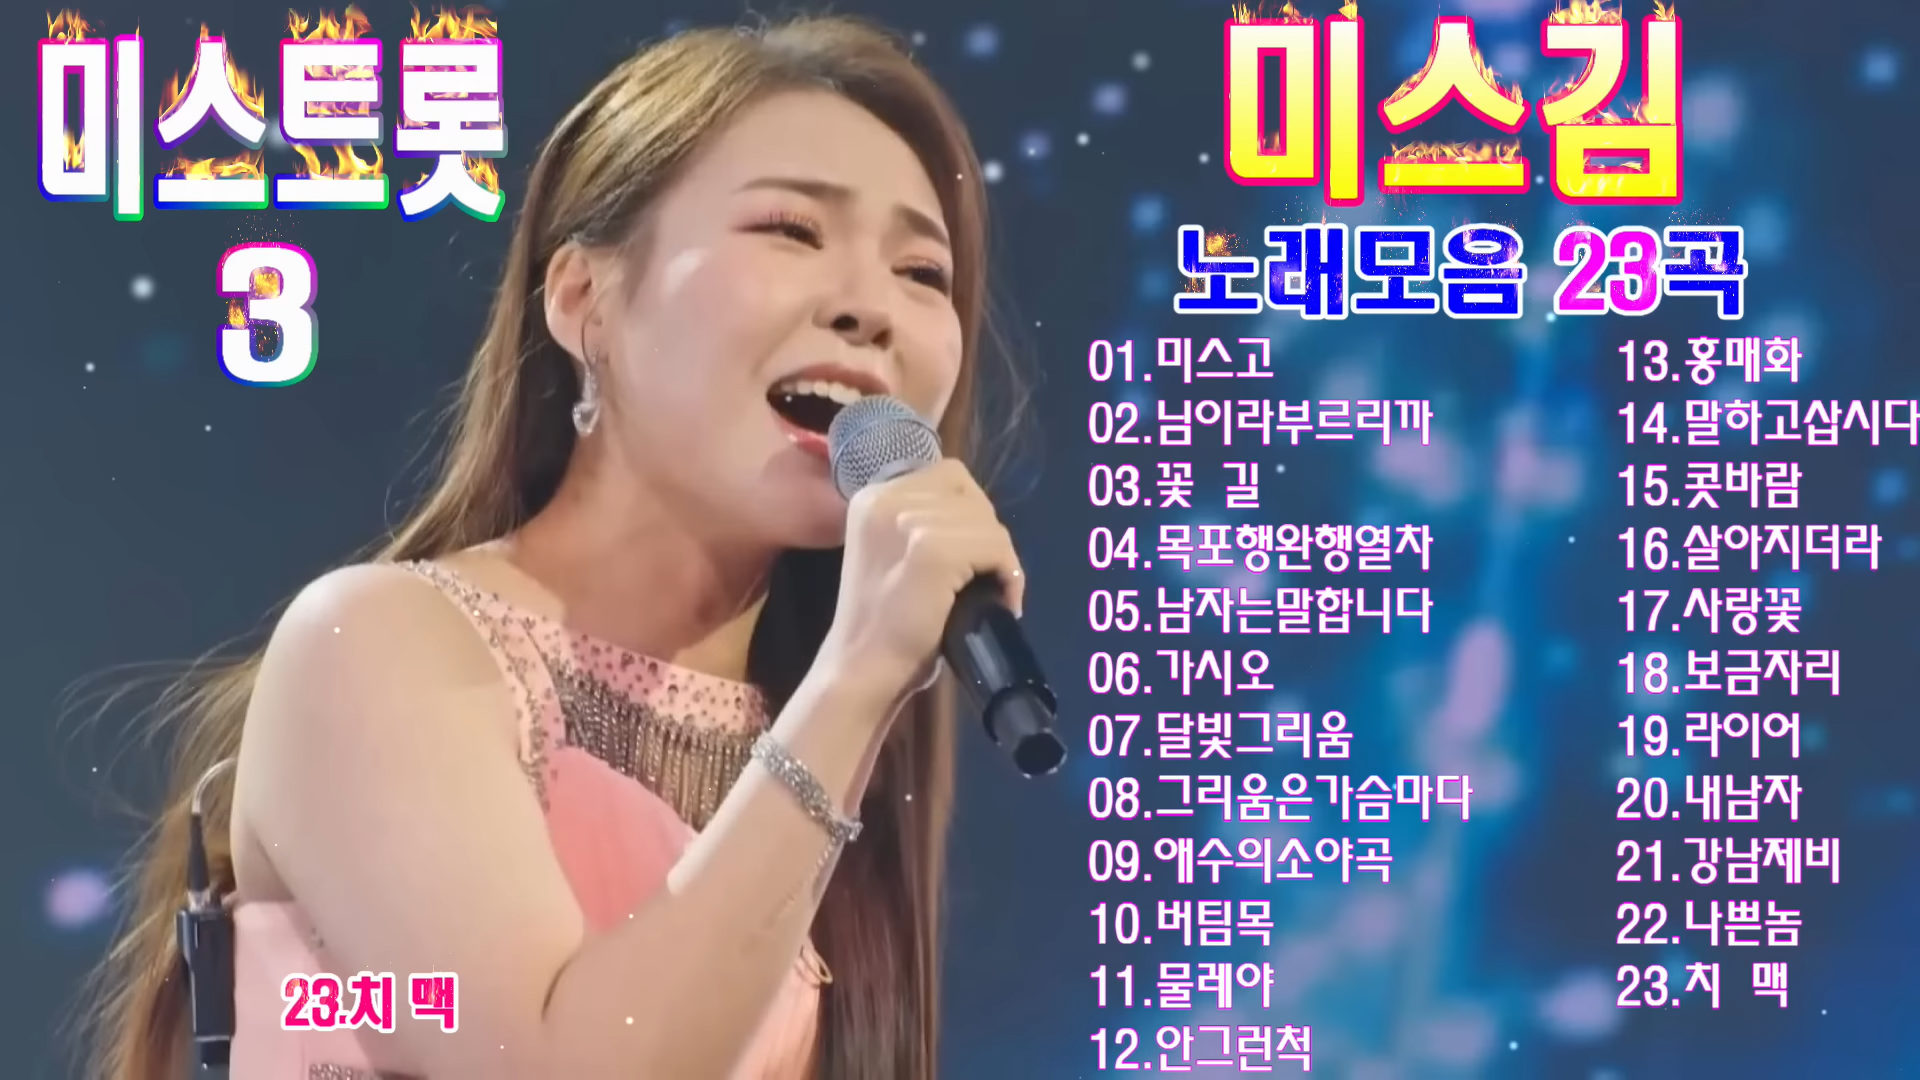 미스트롯
3
미스김
노래모음 23곡
01.미스고
02.님이라부르리까
03.꽃 길
04.목포행완행열차
05.남자는말합니다
06.가시오
07.달빛그리움
08.그리움은가슴마다
09.애수의소야곡
10.버팀목
11.물레야
12.안그런척
13.홍매화
14.말하고삽시다
15.콧바람
16.살아지더라
17.사랑꽃
18.보금자리
19.라이어
20.내남자
21.강남제비
22.나쁜놈
23.치 맥
23.치 맥